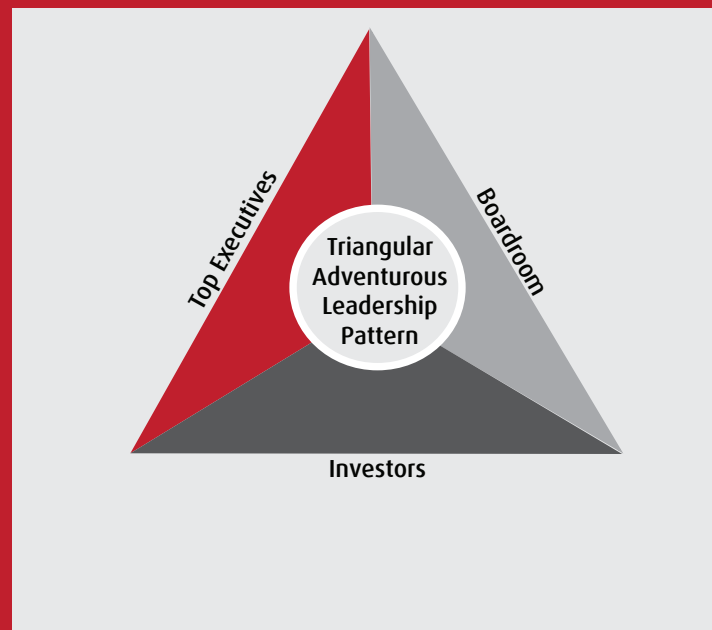 Top Executives
Boardroom
Triangular
Adventurous
Leadership
Pattern
Investors